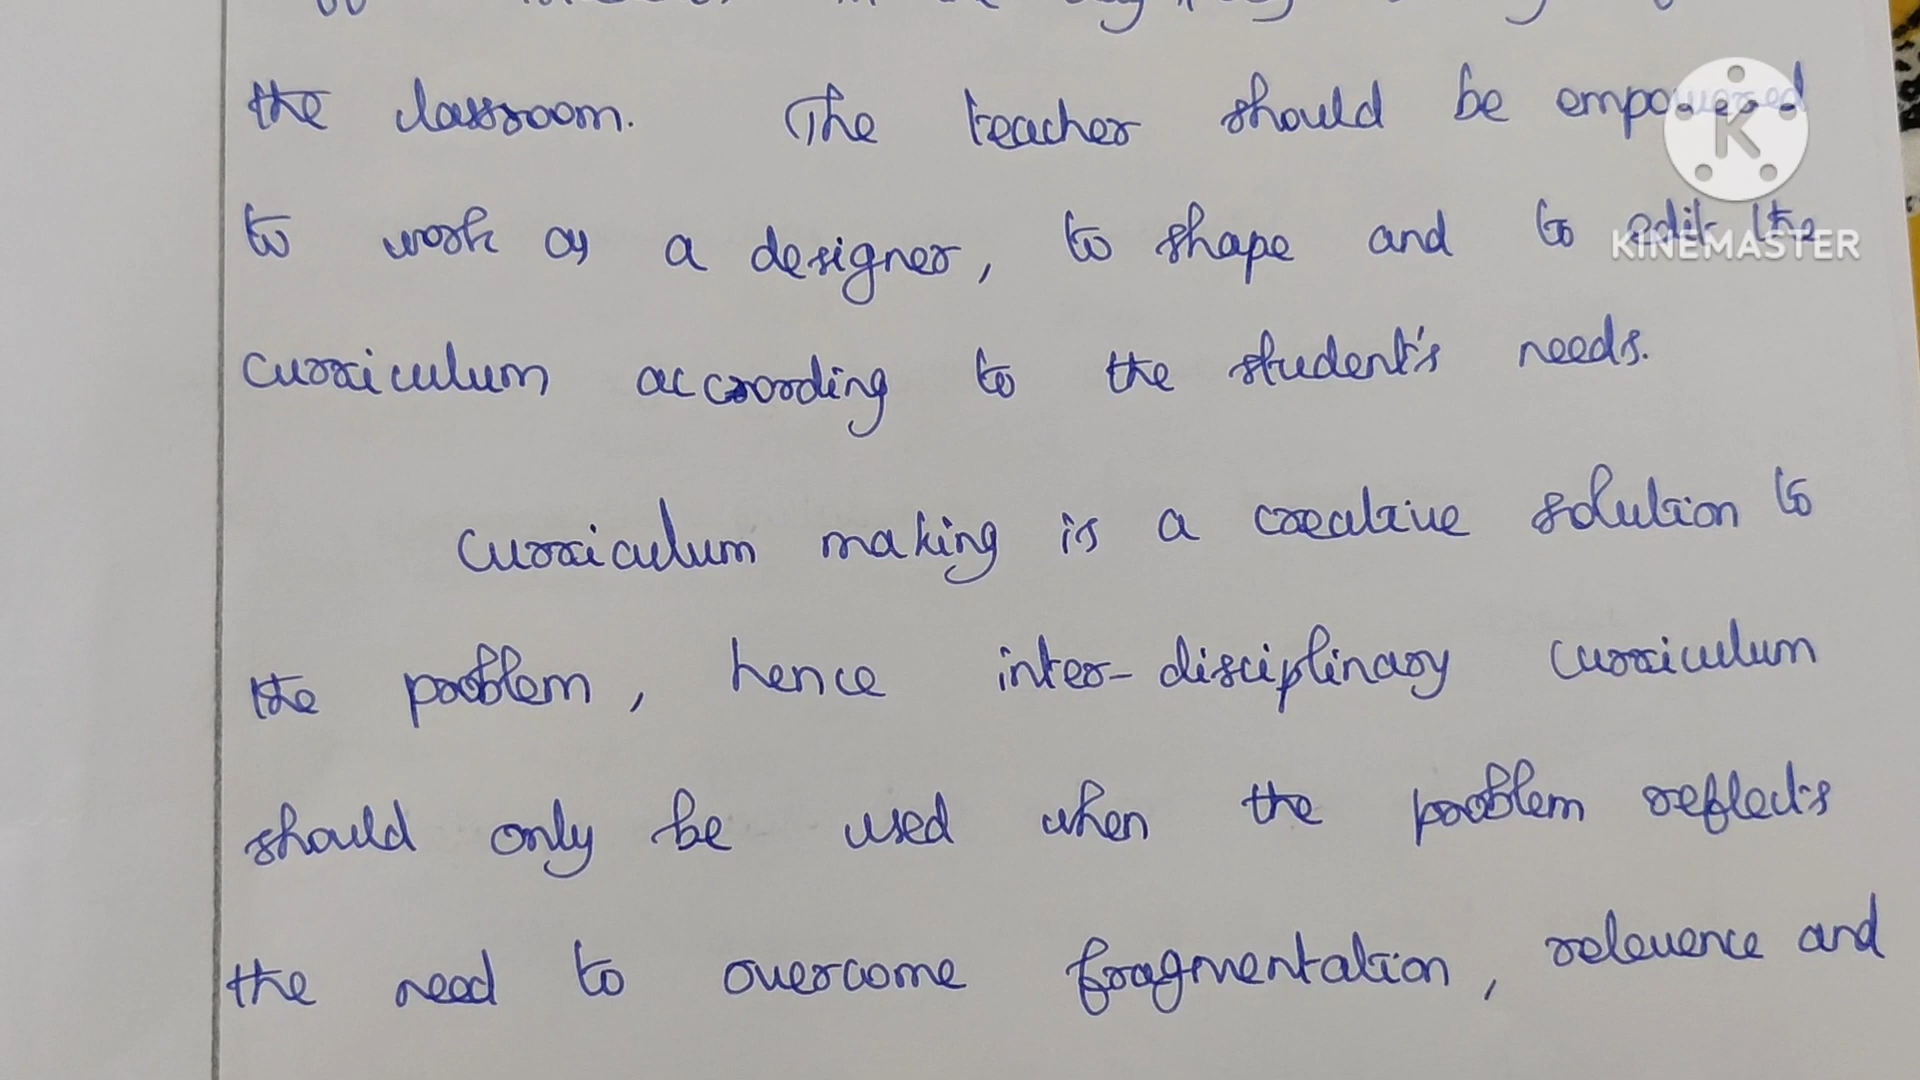 the classroom. The teacher should be empowered
to work as a designer, to shape and to edit the
curriculum according to the student's needs.
curriculum making is a creative solution to
the problem, hence inter-disciplinary curriculum
should only be used when the problem reflects
the need to overcome fragmentation, relevence and
K
KINEMASTER